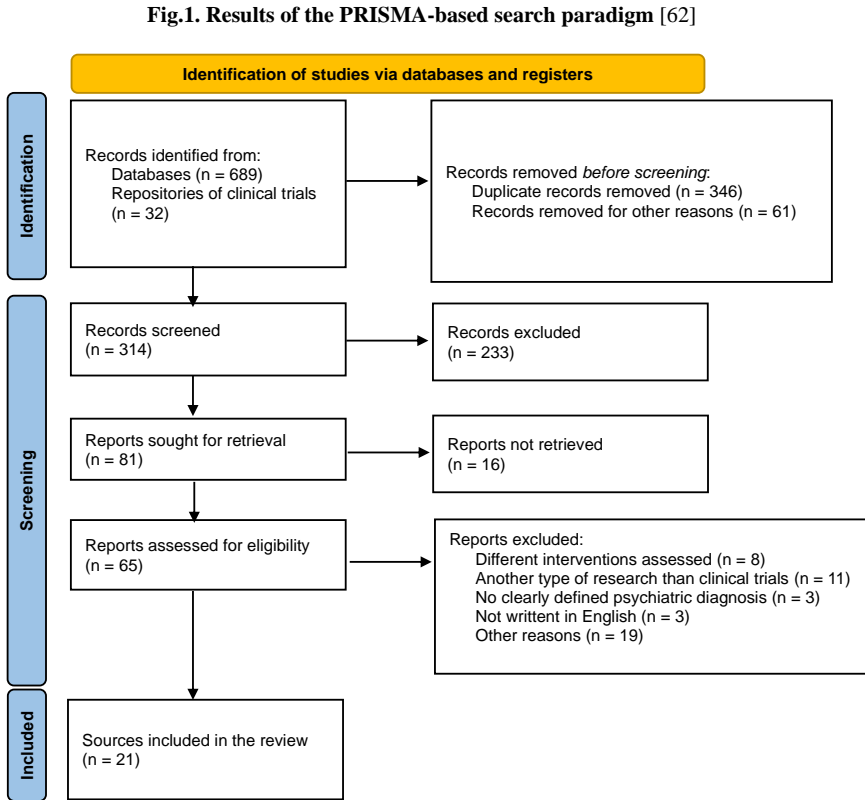 Fig.1. Results of the PRISMA-based search paradigm [62]
Identification of studies via databases and registers
Identification
Records identified from:
Databases (n = 689)
Repositories of clinical trials
(n = 32)
Records removed before screening:
Duplicate records removed (n = 346)
Records removed for other reasons (n = 61)
Screening
Records screened
(n = 314)
Records excluded
(n = 233)
Reports sought for retrieval
(n = 81)
Reports not retrieved
(n = 16)
Reports assessed for eligibility
(n = 65)
Reports excluded:
Different interventions assessed (n = 8)
Another type of research than clinical trials (n = 11)
No clearly defined psychiatric diagnosis (n = 3)
Not writtent in English (n = 3)
Other reasons (n = 19)
Included
Sources included in the review
(n = 21)